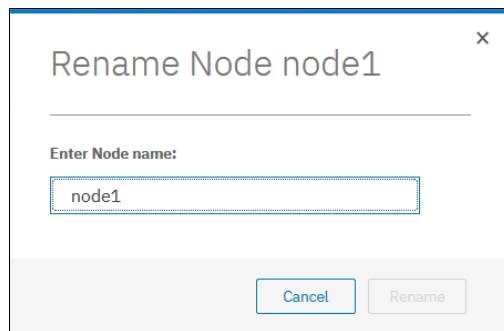 ×
Rename Node node1
Enter Node name:
node1
Cancel
Rename